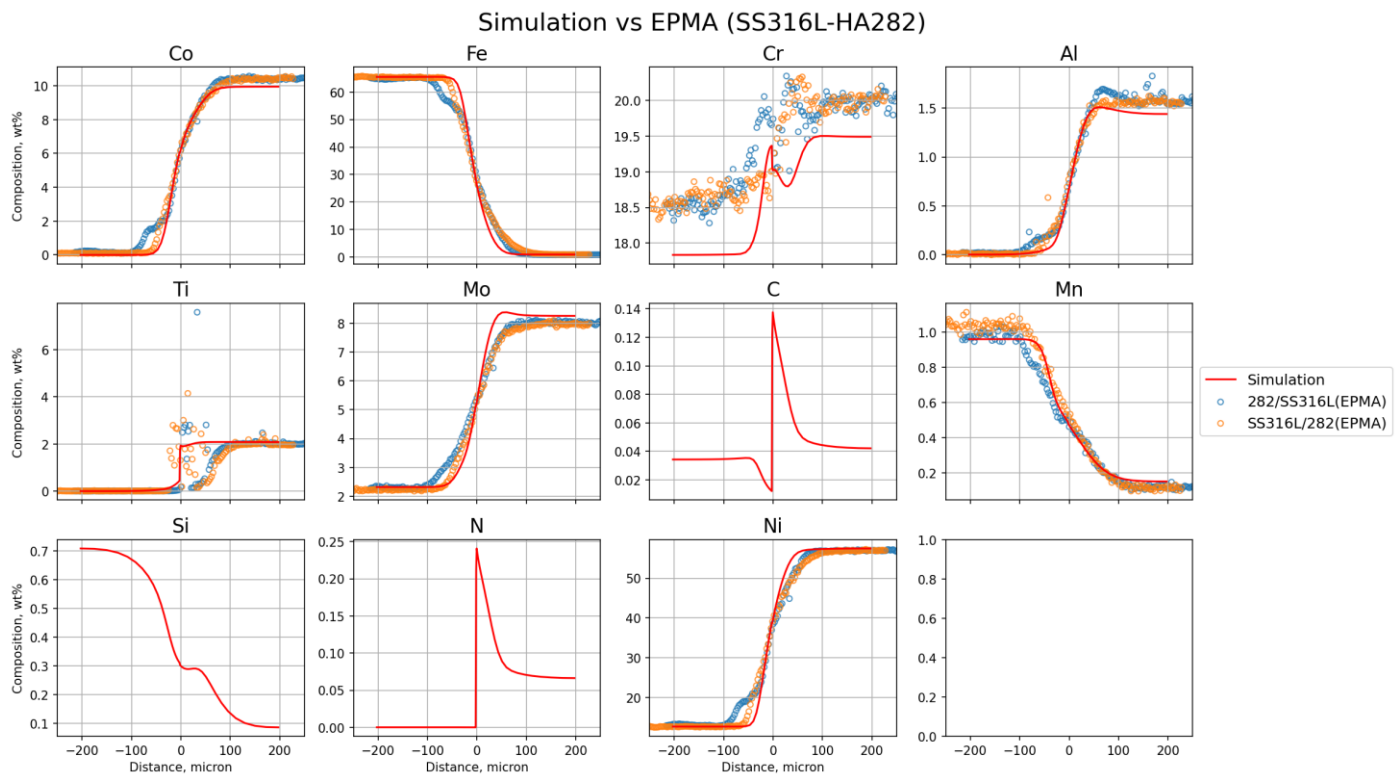 Simulation vs EPMA (SS316L-HA282)
Co
Fe
Cr
Al
Composition, wt%
10
8
6
4
2
0
60
50
40
30
20
10
0
20.0
19.5
19.0
18.5
18.0
1.5
1.0
0.5
0.0
Ti
Mo
C
Mn
Composition, wt%
6
4
2
0
8
7
6
5
4
3
2
0.14
0.12
0.10
0.08
0.06
0.04
0.02
1.0
0.8
0.6
0.4
0.2
Simulation
282/SS316L(EPMA)
SS316L/282(EPMA)
Si
N
Ni
Composition, wt%
0.7
0.6
0.5
0.4
0.3
0.2
0.1
0.25
0.20
0.15
0.10
0.05
0.00
50
40
30
20
1.0
0.8
0.6
0.4
0.2
0.0
−200 −100 0 100 200
−200 −100 0 100 200
−200 −100 0 100 200
−200 −100 0 100 200
Distance, micron
Distance, micron
Distance, micron